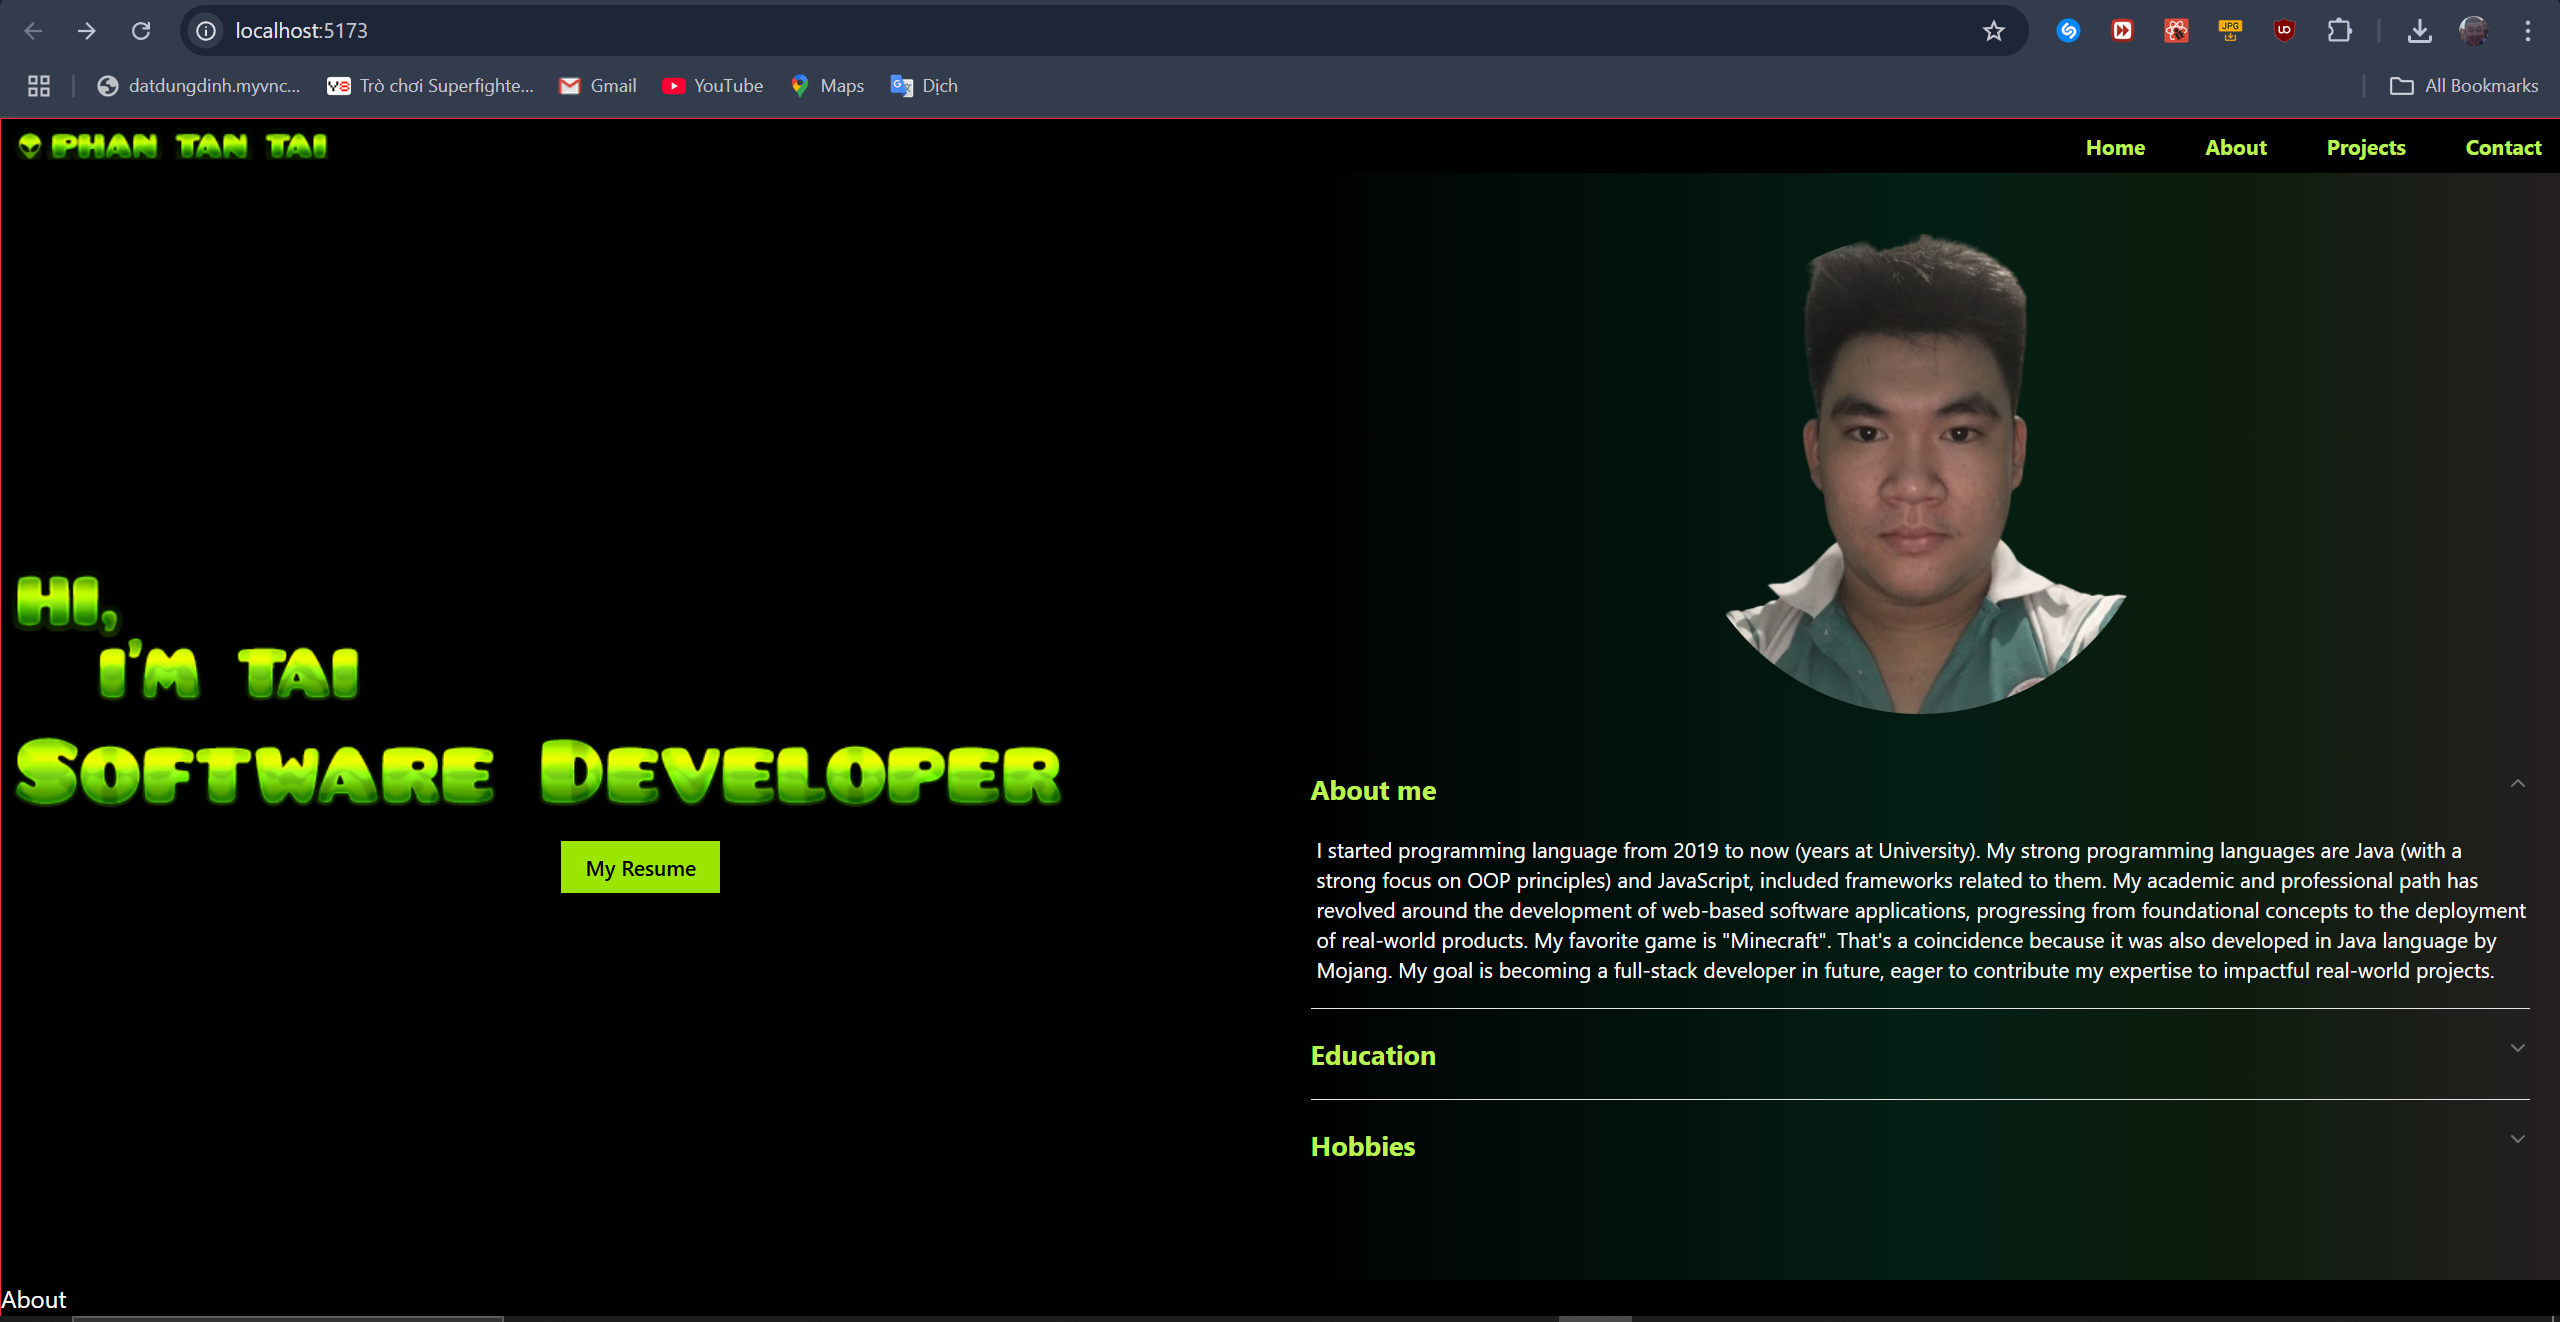 localhost:5173
datdungdinh.myvnc...
Trò chơi Superfighte...
Gmail
YouTube
Maps
Dịch
All Bookmarks
PHAN TAN TAI
Home
About
Projects
Contact
HI,
I'M TAI
SOFTWARE DEVELOPER
My Resume
About me
I started programming language from 2019 to now (years at University). My strong programming languages are Java (with a
strong focus on OOP principles) and JavaScript, included frameworks related to them. My academic and professional path has
revolved around the development of web-based software applications, progressing from foundational concepts to the deployment
of real-world products. My favorite game is "Minecraft". That's a coincidence because it was also developed in Java language by
Mojang. My goal is becoming a full-stack developer in future, eager to contribute my expertise to impactful real-world projects.
Education
Hobbies
About